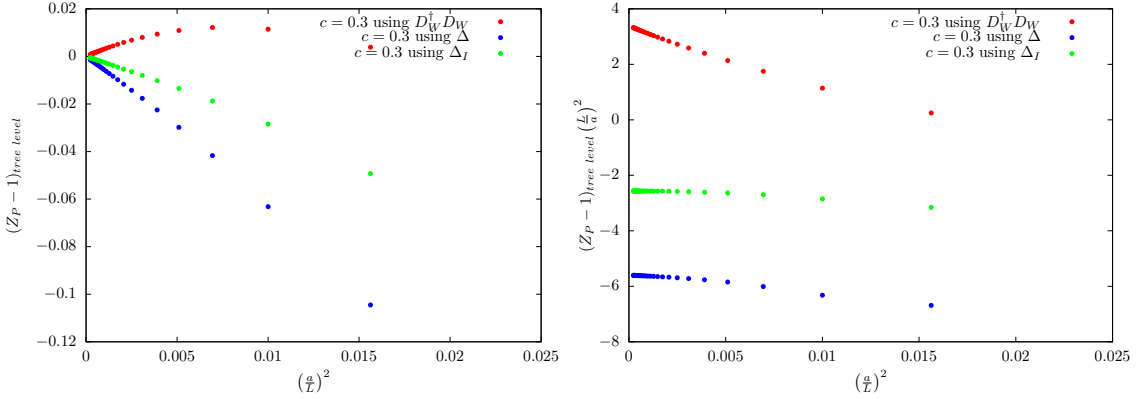 0.02
0
−0.02
−0.04
−0.06
−0.08
−0.1
−0.12
0 0.005 0.01 0.015 0.02 0.025
(Z_P − 1)_{tree level}
(a/L)^2
c = 0.3 using D_W^† D_W
c = 0.3 using Δ
c = 0.3 using Δ_I
4
2
0
−2
−4
−6
−8
0 0.005 0.01 0.015 0.02 0.025
(Z_P − 1)_{tree level} (L/a)^2
(a/L)^2
c = 0.3 using D_W^† D_W
c = 0.3 using Δ
c = 0.3 using Δ_I